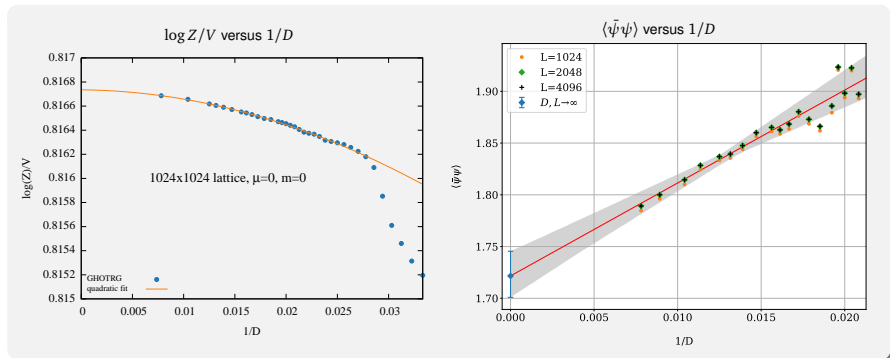 log Z/V versus 1/D
0.817
0.8168
0.8166
0.8164
0.8162
0.816
0.8158
0.8156
0.8154
0.8152
0.815
log(Z)/V
1024x1024 lattice, μ=0, m=0
GHOTRG
quadratic fit
0
0.005
0.01
0.015
0.02
0.025
0.03
1/D
⟨ψ̄ψ⟩ versus 1/D
L=1024
L=2048
L=4096
D, L→∞
1.90
1.85
1.80
1.75
1.70
⟨ψ̄ψ⟩
0.000
0.005
0.010
0.015
0.020
1/D